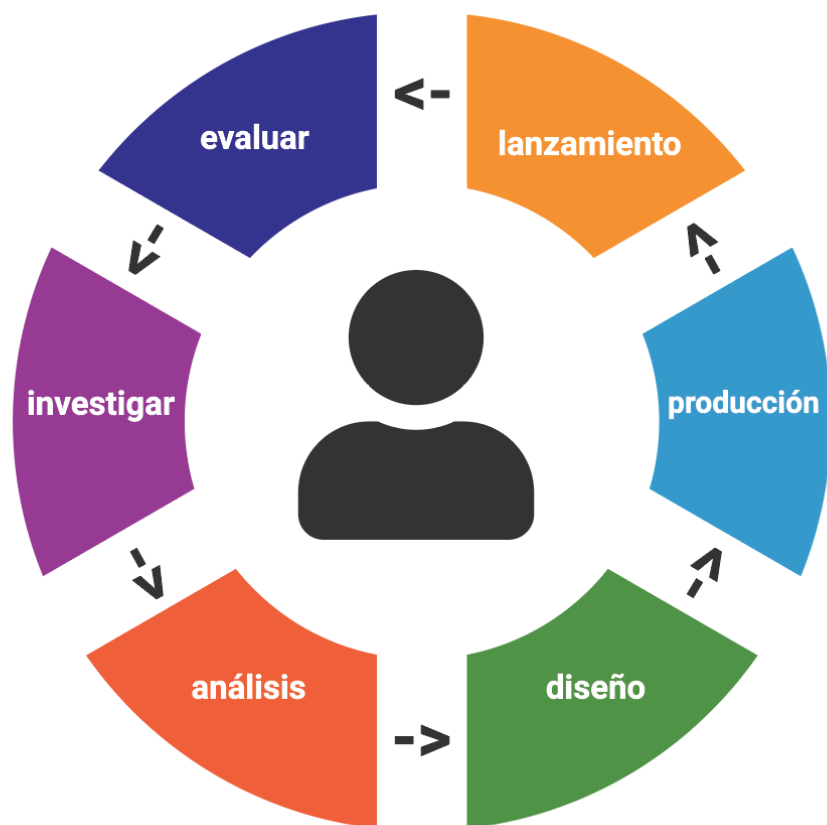 evaluar
lanzamiento
investigar
producción
análisis
diseño